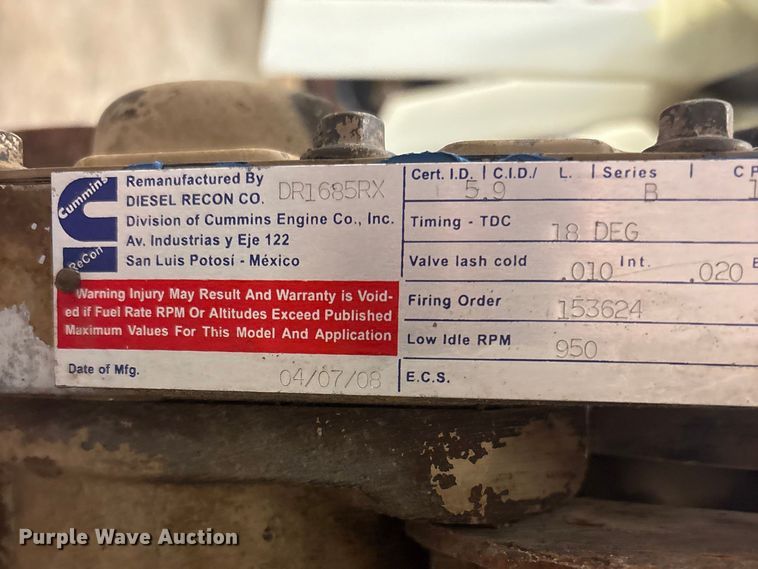 Cummins
ReCon
Remanufactured By
DIESEL RECON CO. DR1685RX
Division of Cummins Engine Co., Inc.
Av. Industrias y Eje 122
San Luis Potosí - México
Warning Injury May Result And Warranty is Void-
ed if Fuel Rate RPM Or Altitudes Exceed Published
Maximum Values For This Model And Application
Date of Mfg. 04/07/08
Cert. I.D. C.I.D./ L. Series C P
5.9 B 1
Timing - TDC 18 DEG
Valve lash cold .010 Int. .020 E
Firing Order 153624
Low Idle RPM 950
E.C.S.
Purple Wave Auction